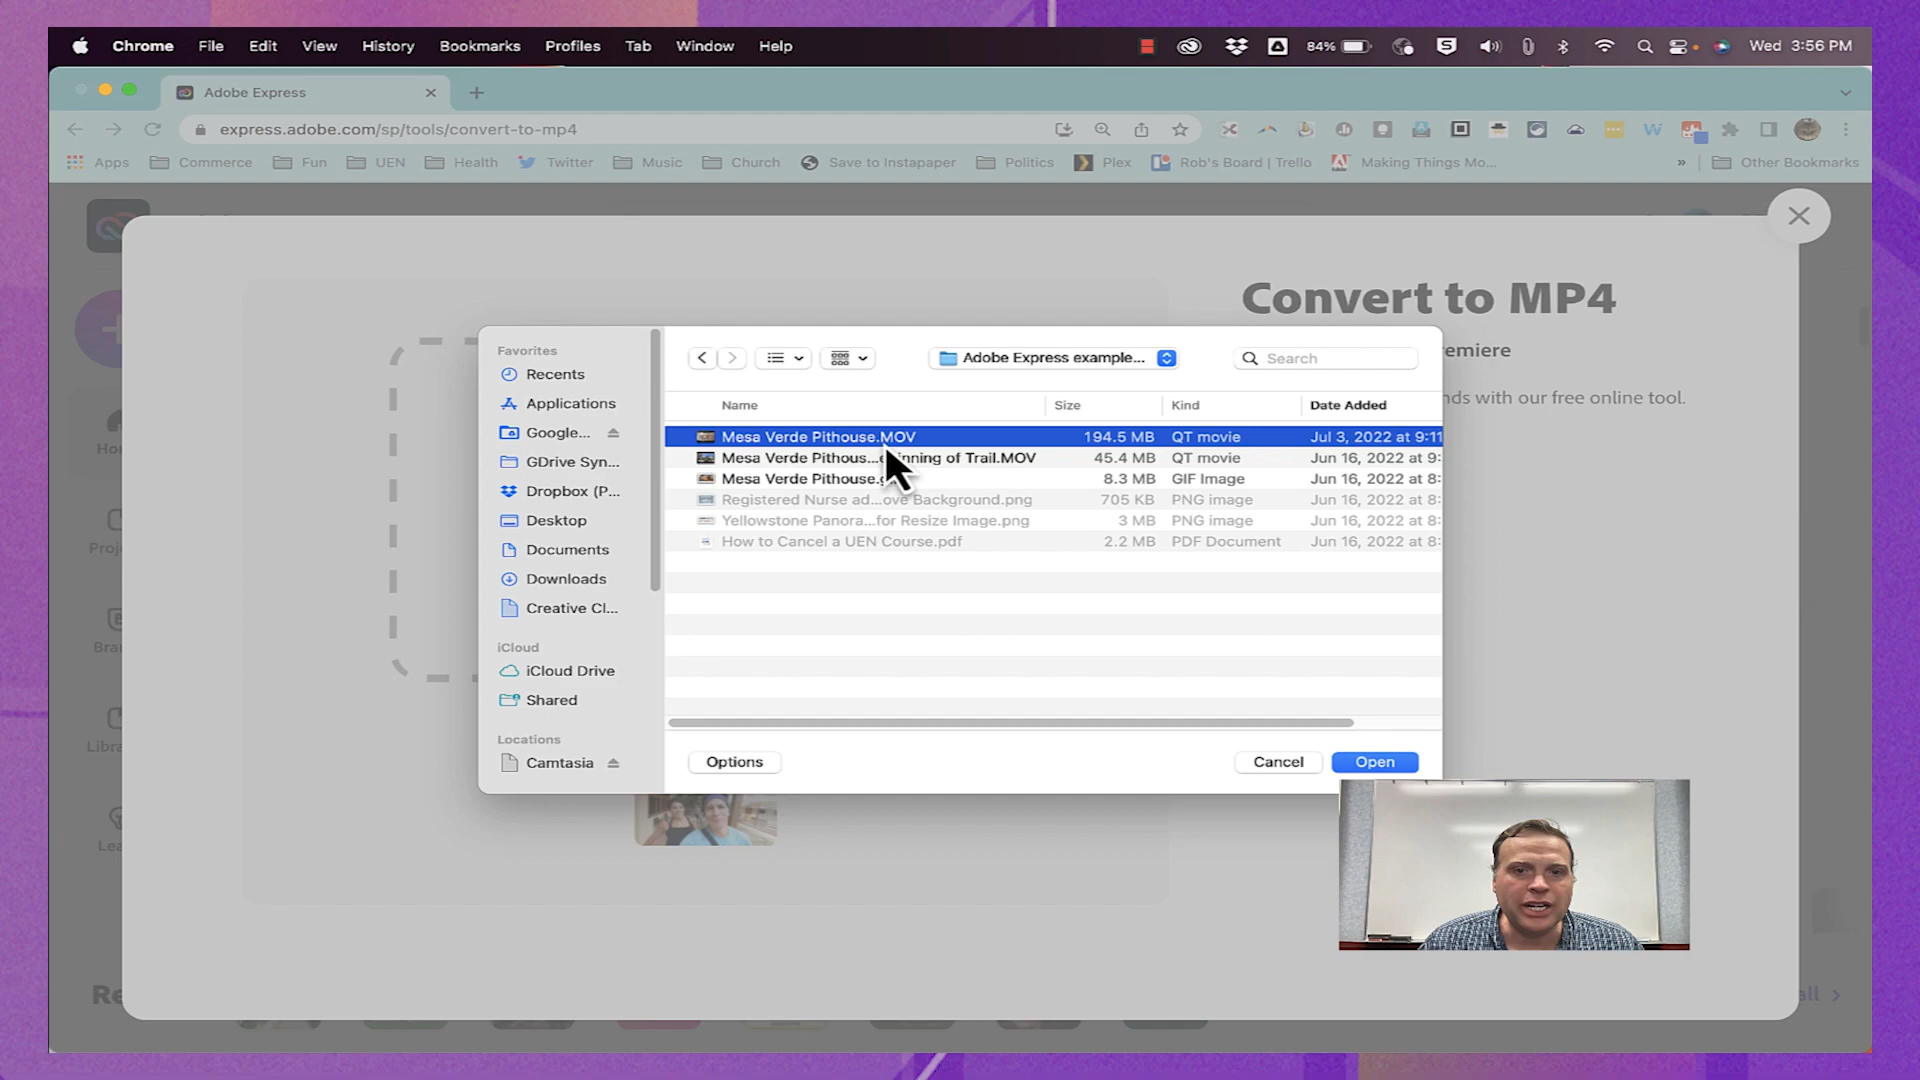 Chrome File Edit View History Bookmarks Profiles Tab Window Help 84% Wed 3:56 PM
Adobe Express
express.adobe.com/sp/tools/convert-to-mp4
Apps Commerce Fun UEN Health Twitter Music Church Save to Instapaper Politics Plex Rob's Board | Trello Making Things Mo... » Other Bookmarks
Convert to MP4
emiere
nds with our free online tool.
Favorites
Recents
Applications
Google...
GDrive Syn...
Dropbox (P...
Desktop
Documents
Downloads
Creative Cl...
iCloud
iCloud Drive
Shared
Locations
Camtasia
Adobe Express example... Search
Name Size Kind Date Added
Mesa Verde Pithouse.MOV 194.5 MB QT movie Jul 3, 2022 at 9:11
Mesa Verde Pithous...inning of Trail.MOV 45.4 MB QT movie Jun 16, 2022 at 9:
Mesa Verde Pithouse. 8.3 MB GIF Image Jun 16, 2022 at 8:
Registered Nurse ad...ove Background.png 705 KB PNG image Jun 16, 2022 at 8:
Yellowstone Panora...for Resize Image.png 3 MB PNG image Jun 16, 2022 at 8:
How to Cancel a UEN Course.pdf 2.2 MB PDF Document Jun 16, 2022 at 8:
Options Cancel Open
Ho
Proj
Bra
Libr
Lea
Re
all